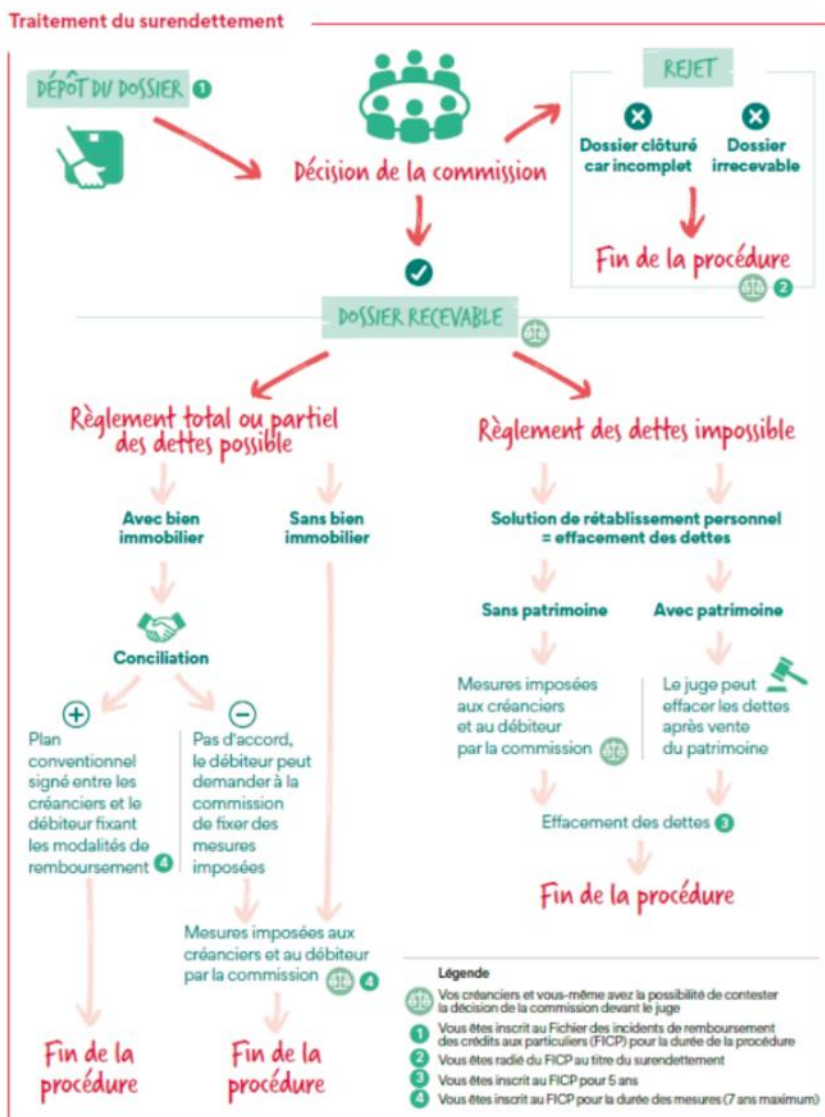 Traitement du surendettement
DÉPÔT DU DOSSIER 1
Décision de la commission
REJET
Dossier clôturé
car incomplet
Dossier
irrecevable
Fin de la procédure
2
DOSSIER RECEVABLE
Règlement total ou partiel
des dettes possible
Avec bien
immobilier
Sans bien
immobilier
Conciliation
Plan
conventionnel
signé entre les
créanciers et le
débiteur fixant
les modalités de
remboursement 4
Pas d'accord,
le débiteur peut
demander à la
commission
de fixer des
mesures
imposées
Mesures imposées aux
créanciers et au débiteur
par la commission 4
Fin de la
procédure
Fin de la
procédure
Règlement des dettes impossible
Solution de rétablissement personnel
= effacement des dettes
Sans patrimoine
Avec patrimoine
Mesures imposées
aux créanciers
et au débiteur
par la commission
Le juge peut
effacer les dettes
après vente
du patrimoine
Effacement des dettes 3
Fin de la procédure
Légende
Vos créanciers et vous-même avez la possibilité de contester
la décision de la commission devant le juge
1 Vous êtes inscrit au Fichier des incidents de remboursement
des crédits aux particuliers (FICP) pour la durée de la procédure
2 Vous êtes radié du FICP au titre du surendettement
3 Vous êtes inscrit au FICP pour 5 ans
4 Vous êtes inscrit au FICP pour la durée des mesures (7 ans maximum)